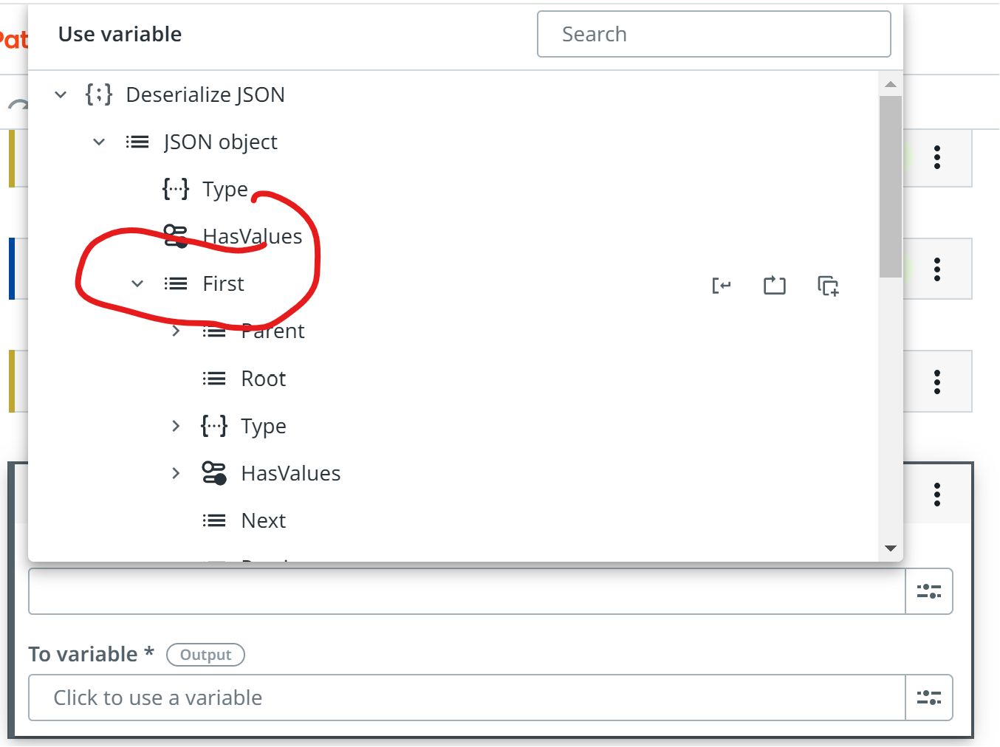 Use variable
Search
Pat
Deserialize JSON
JSON object
Type
HasValues
First
Parent
Root
Type
HasValues
Next
To variable * Output
Click to use a variable